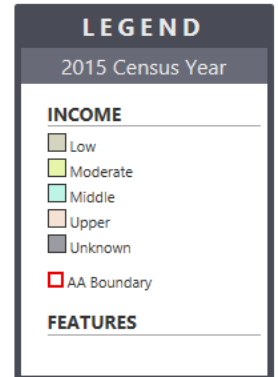 LEGEND
2015 Census Year
INCOME
Low
Moderate
Middle
Upper
Unknown
AA Boundary
FEATURES